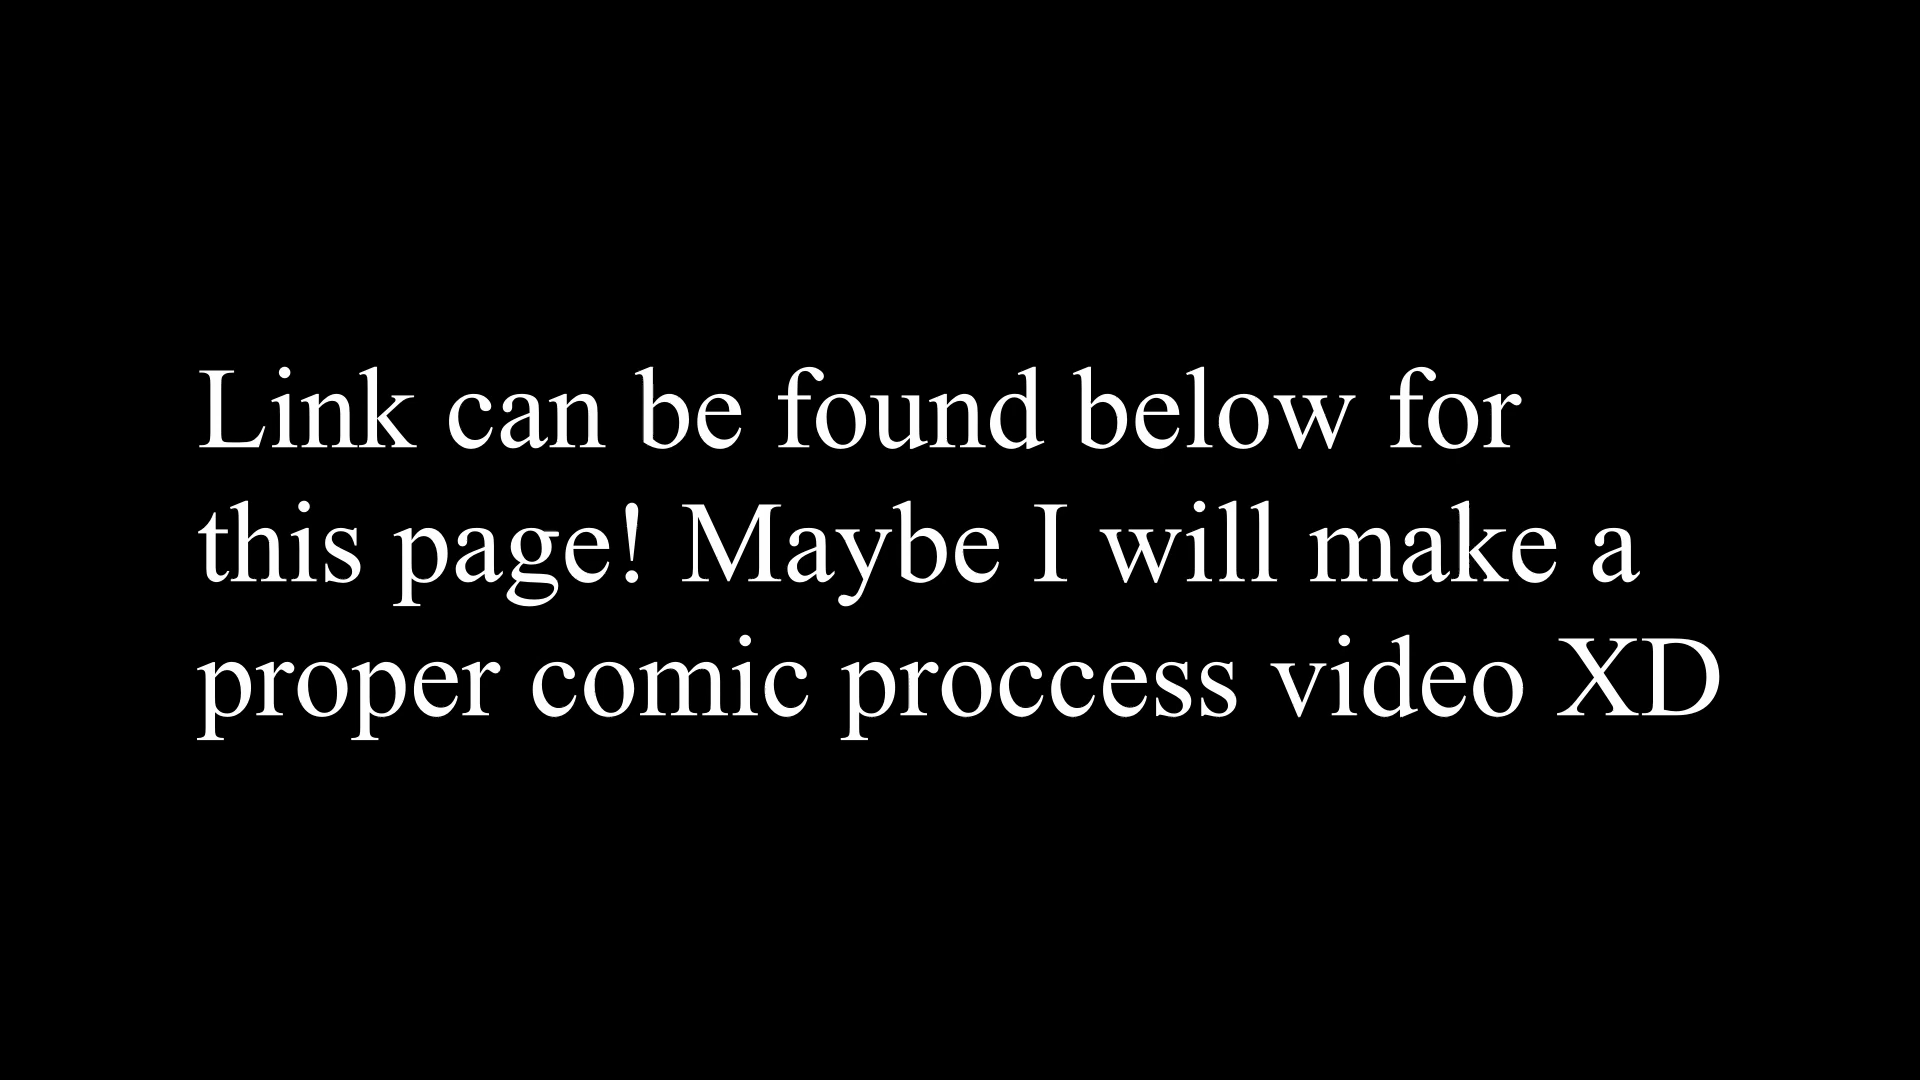 Link can be found below for
this page! Maybe I will make a
proper comic proccess video XD